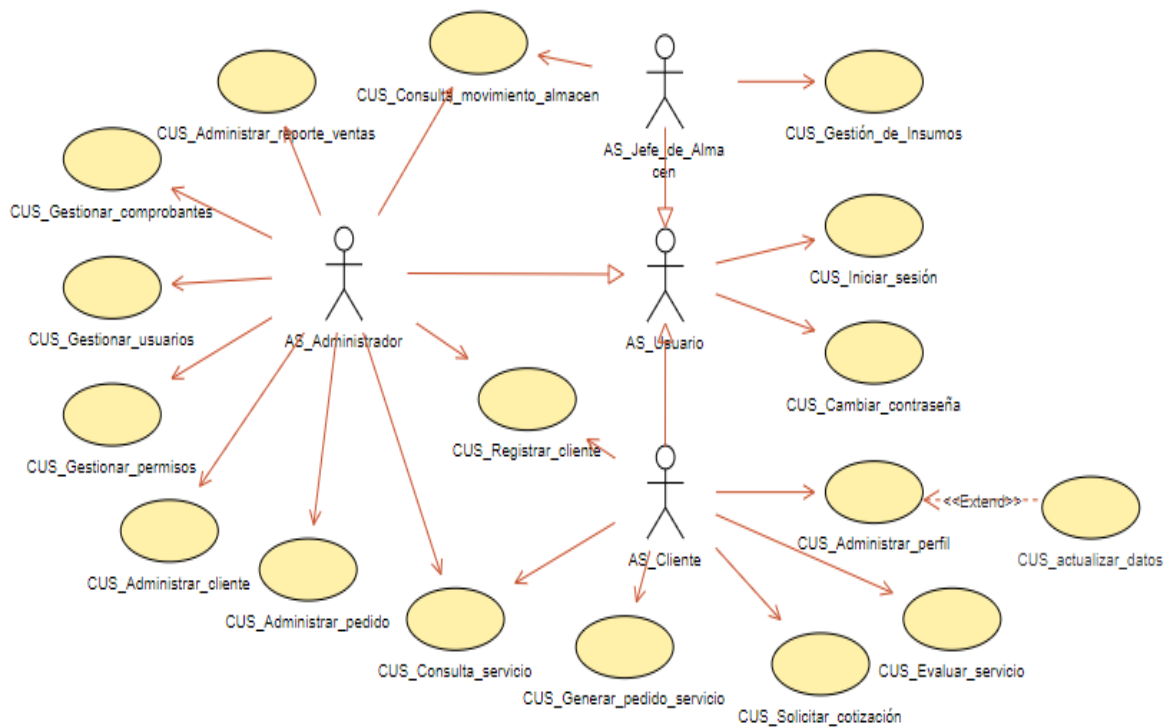 CUS_Consulta_movimiento_almacen
CUS_Administrar_reporte_ventas
AS_Jefe_de_Alma
cen
CUS_Gestión_de_Insumos
CUS_Gestionar_comprobantes
CUS_Iniciar_sesión
CUS_Gestionar_usuarios
AS_Administrador
AS_Usuario
CUS_Cambiar_contraseña
CUS_Registrar_cliente
CUS_Gestionar_permisos
<<Extend>>
CUS_Administrar_perfil
CUS_actualizar_datos
AS_Cliente
CUS_Administrar_cliente
CUS_Administrar_pedido
CUS_Consulta_servicio
CUS_Evaluar_servicio
CUS_Generar_pedido_servicio
CUS_Solicitar_cotización